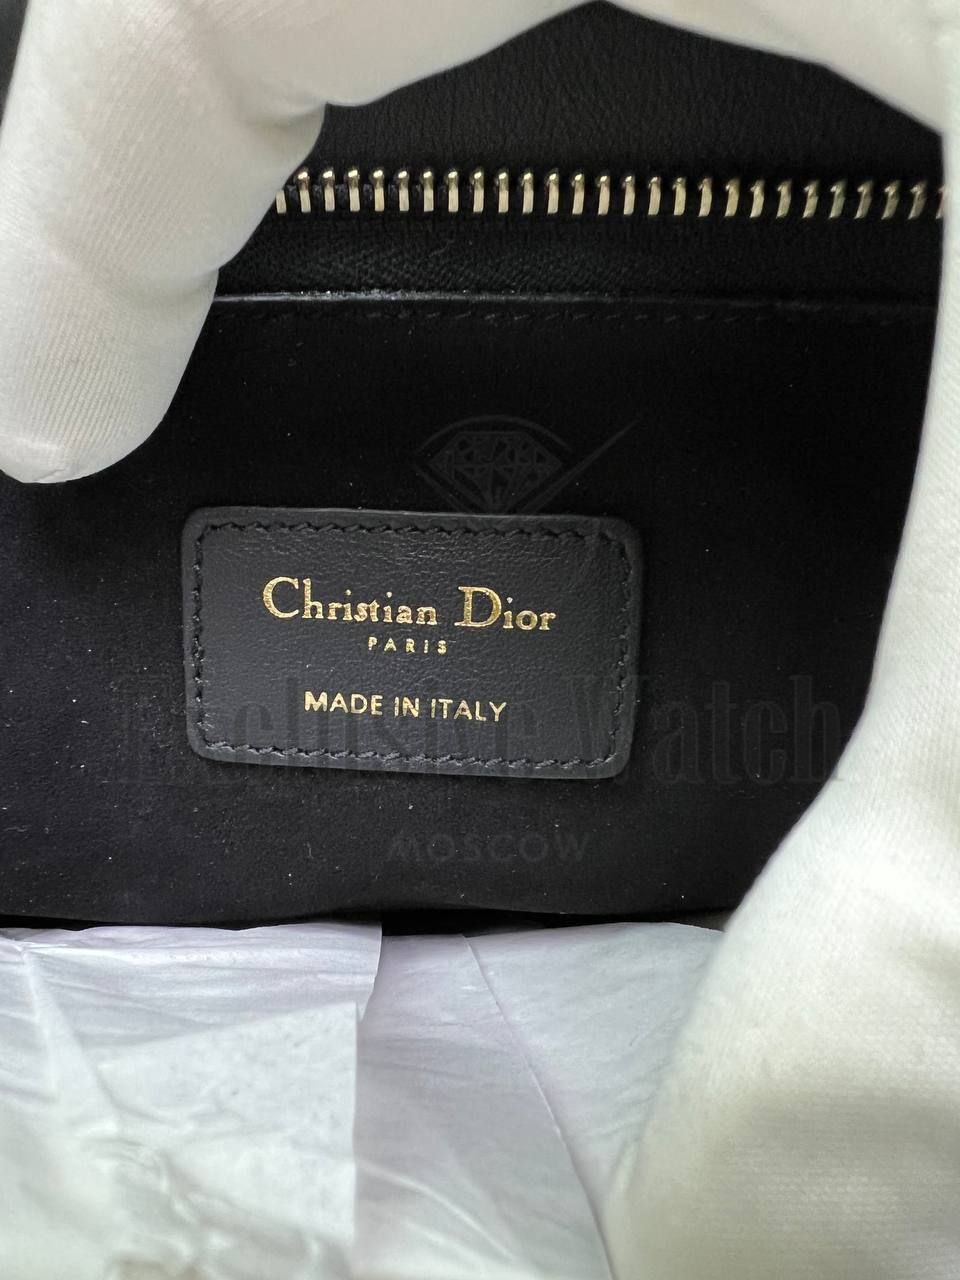 Christian Dior
PARIS
MADE IN ITALY
Exclusive Watch
MOSCOW